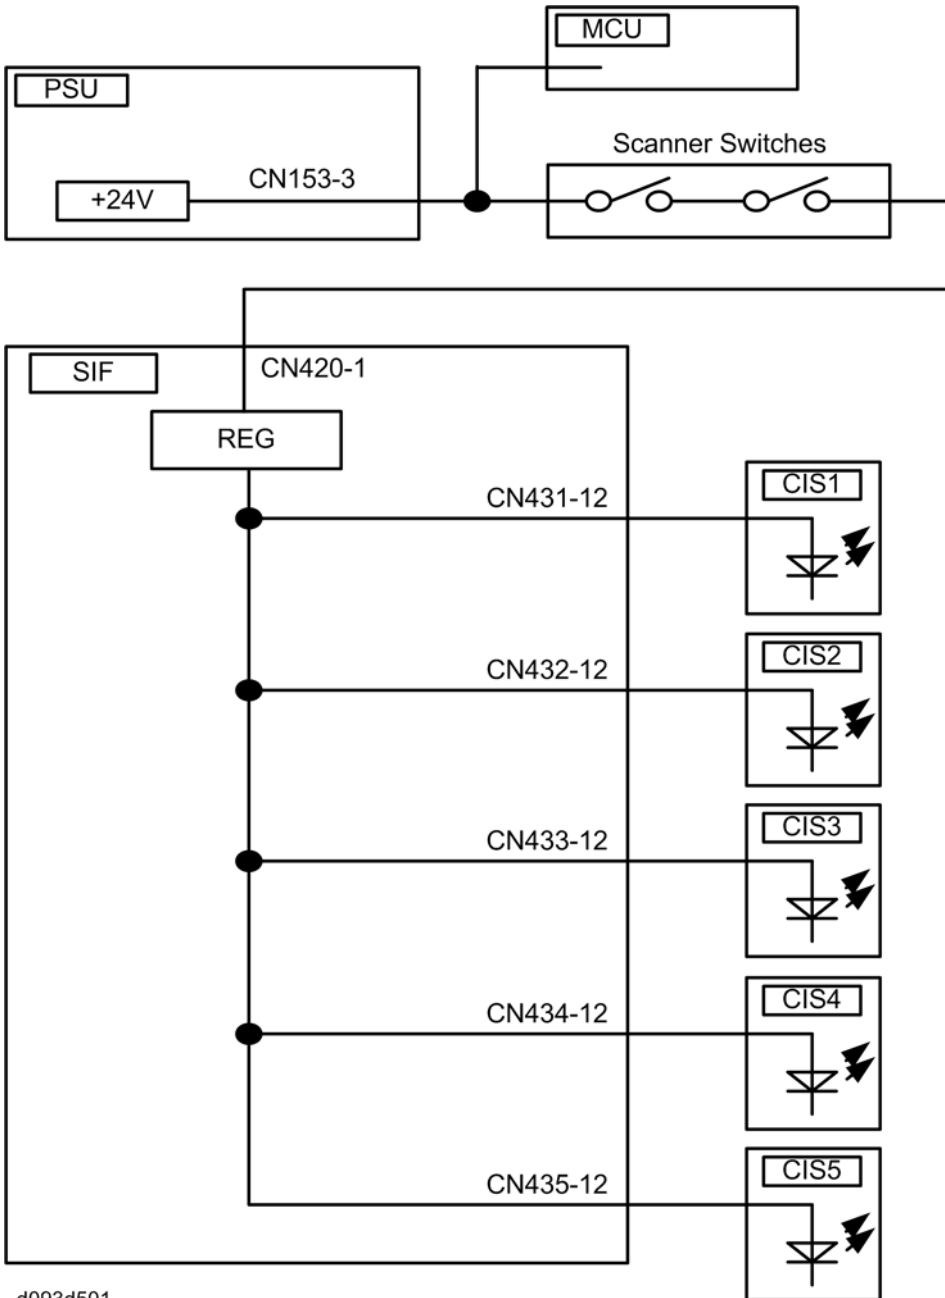 MCU
PSU
Scanner Switches
CN153-3
+24V
SIF
CN420-1
REG
CN431-12
CIS1
CN432-12
CIS2
CN433-12
CIS3
CN434-12
CIS4
CN435-12
CIS5
d093d501